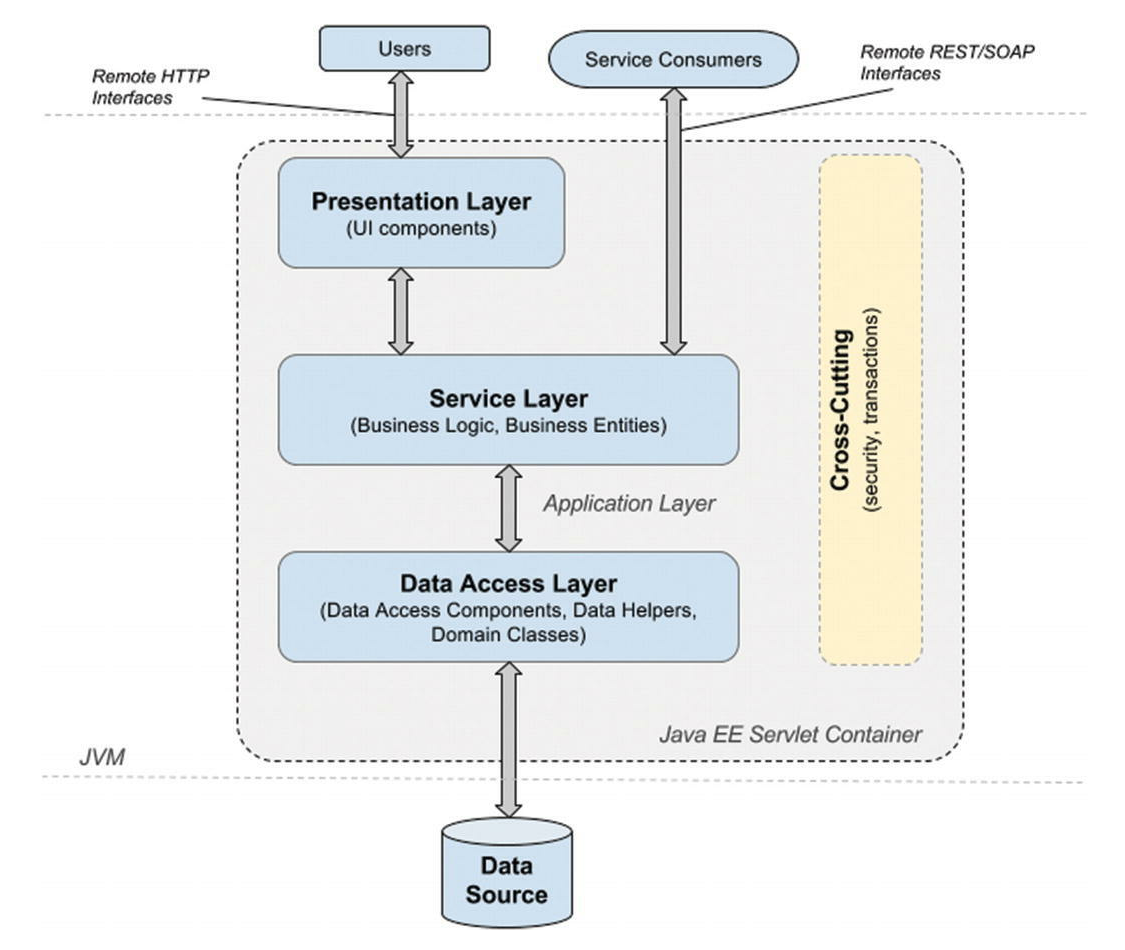 Users
Service Consumers
Remote HTTP
Interfaces
Remote REST/SOAP
Interfaces
Presentation Layer
(UI components)
Service Layer
(Business Logic, Business Entities)
Application Layer
Data Access Layer
(Data Access Components, Data Helpers,
Domain Classes)
Cross-Cutting
(security, transactions)
Java EE Servlet Container
JVM
Data
Source